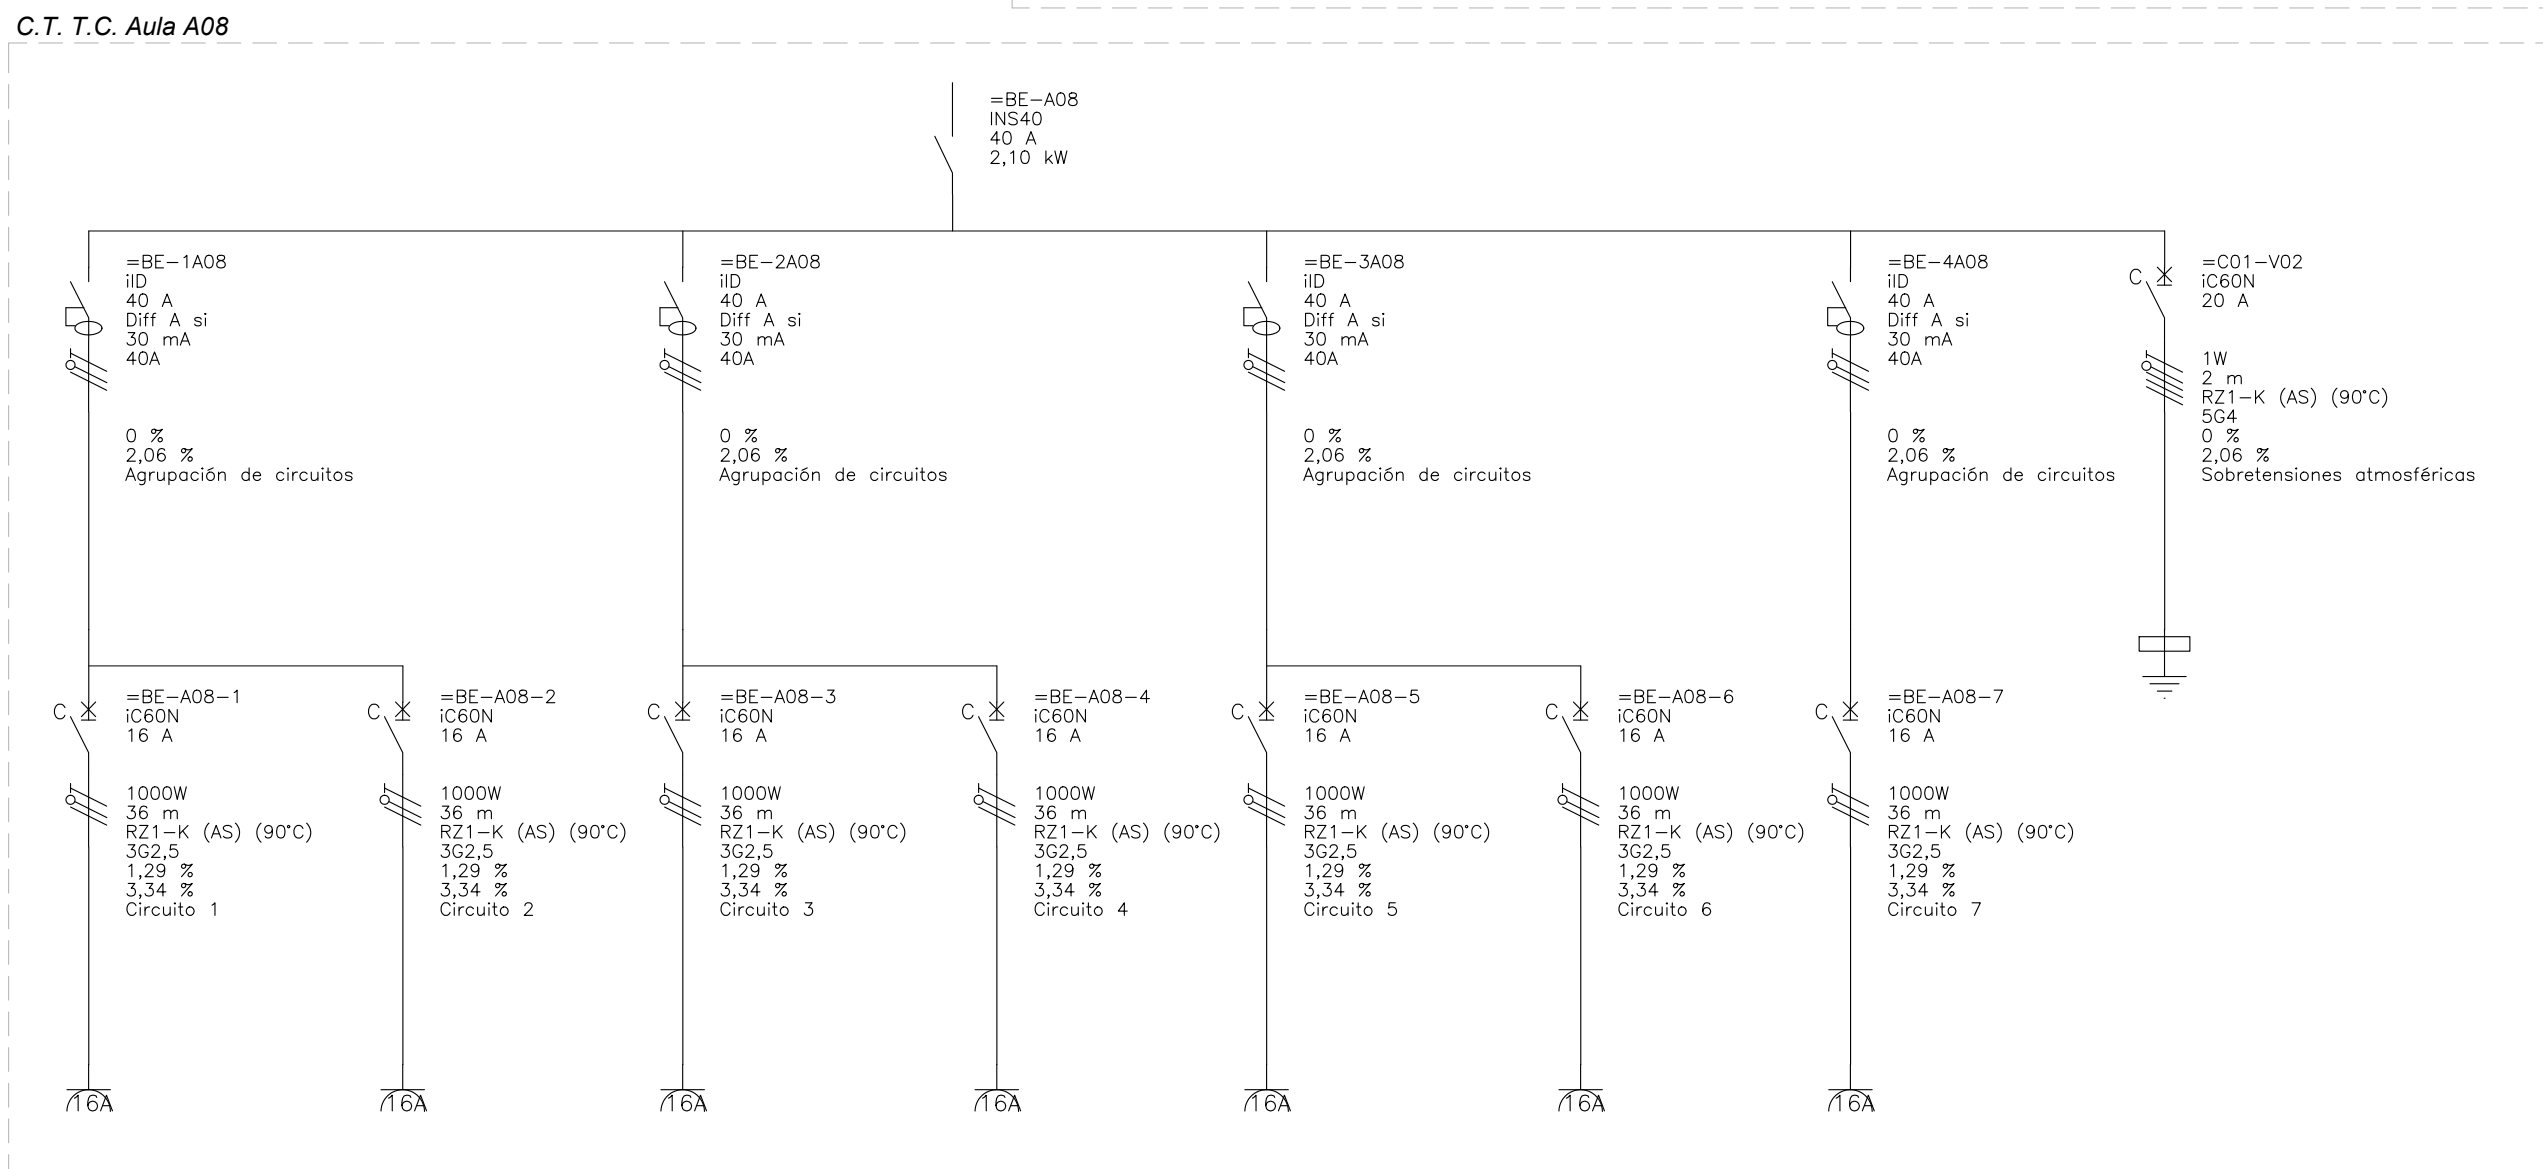 C.T. T.C. Aula A08
=BE-A08
INS40
40 A
2,10 kW
=BE-1A08
iID
40 A
Diff A si
30 mA
40A
0 %
2,06 %
Agrupación de circuitos
=BE-2A08
iID
40 A
Diff A si
30 mA
40A
0 %
2,06 %
Agrupación de circuitos
=BE-3A08
iID
40 A
Diff A si
30 mA
40A
0 %
2,06 %
Agrupación de circuitos
=BE-4A08
iID
40 A
Diff A si
30 mA
40A
0 %
2,06 %
Agrupación de circuitos
C
=C01-V02
iC60N
20 A
1W
2 m
RZ1-K (AS) (90°C)
5G4
0 %
2,06 %
Sobretensiones atmosféricas
C
=BE-A08-1
iC60N
16 A
1000W
36 m
RZ1-K (AS) (90°C)
3G2,5
1,29 %
3,34 %
Circuito 1
16A
C
=BE-A08-2
iC60N
16 A
1000W
36 m
RZ1-K (AS) (90°C)
3G2,5
1,29 %
3,34 %
Circuito 2
16A
C
=BE-A08-3
iC60N
16 A
1000W
36 m
RZ1-K (AS) (90°C)
3G2,5
1,29 %
3,34 %
Circuito 3
16A
C
=BE-A08-4
iC60N
16 A
1000W
36 m
RZ1-K (AS) (90°C)
3G2,5
1,29 %
3,34 %
Circuito 4
16A
C
=BE-A08-5
iC60N
16 A
1000W
36 m
RZ1-K (AS) (90°C)
3G2,5
1,29 %
3,34 %
Circuito 5
16A
C
=BE-A08-6
iC60N
16 A
1000W
36 m
RZ1-K (AS) (90°C)
3G2,5
1,29 %
3,34 %
Circuito 6
16A
C
=BE-A08-7
iC60N
16 A
1000W
36 m
RZ1-K (AS) (90°C)
3G2,5
1,29 %
3,34 %
Circuito 7
16A